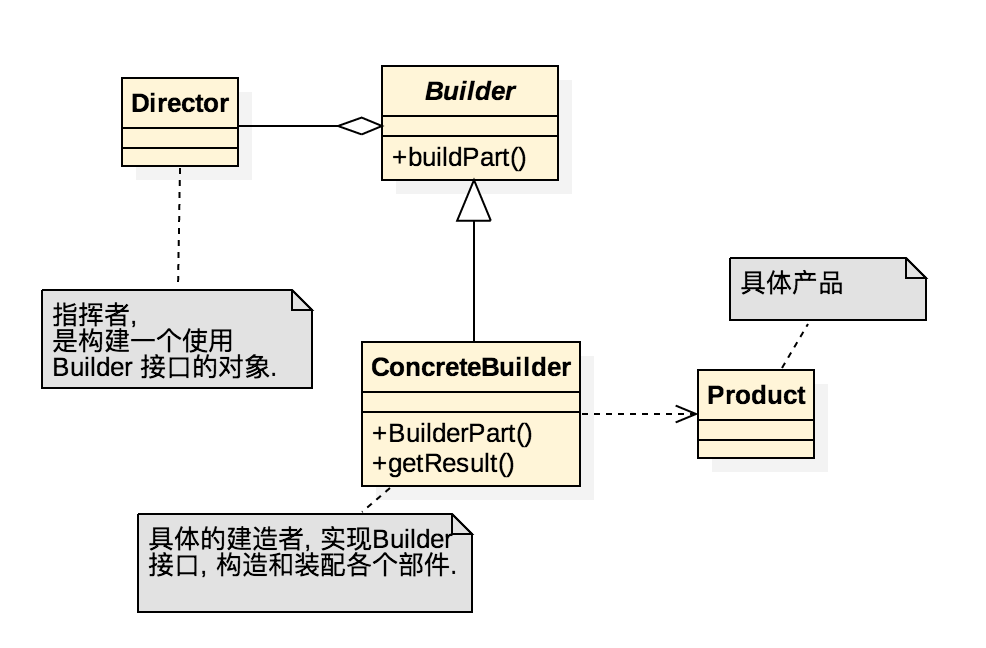 Director
Builder
+buildPart()
指挥者,
是构建一个使用
Builder 接口的对象.
具体产品
ConcreteBuilder
+BuilderPart()
+getResult()
Product
具体的建造者, 实现Builder
接口, 构造和装配各个部件.